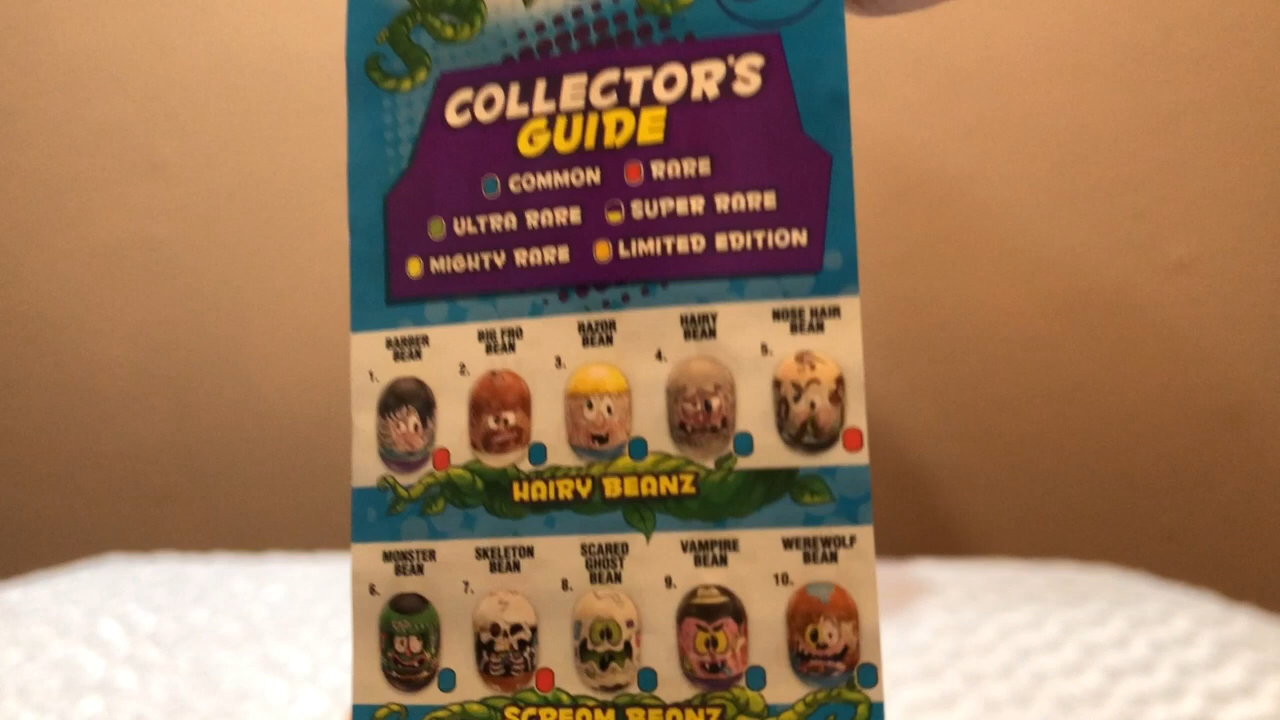 COLLECTOR'S
GUIDE
COMMON RARE
ULTRA RARE SUPER RARE
MIGHTY RARE LIMITED EDITION
BARBER
BEAN
BIG FRO
BEAN
RAZOR
BEAN
HAIRY
BEAN
NOSE HAIR
BEAN
1. 2. 3. 4. 5.
HAIRY BEANZ
MONSTER
BEAN
SKELETON
BEAN
SCARED
GHOST
BEAN
VAMPIRE
BEAN
WEREWOLF
BEAN
6. 7. 8. 9. 10.
SCREAM BEANZ